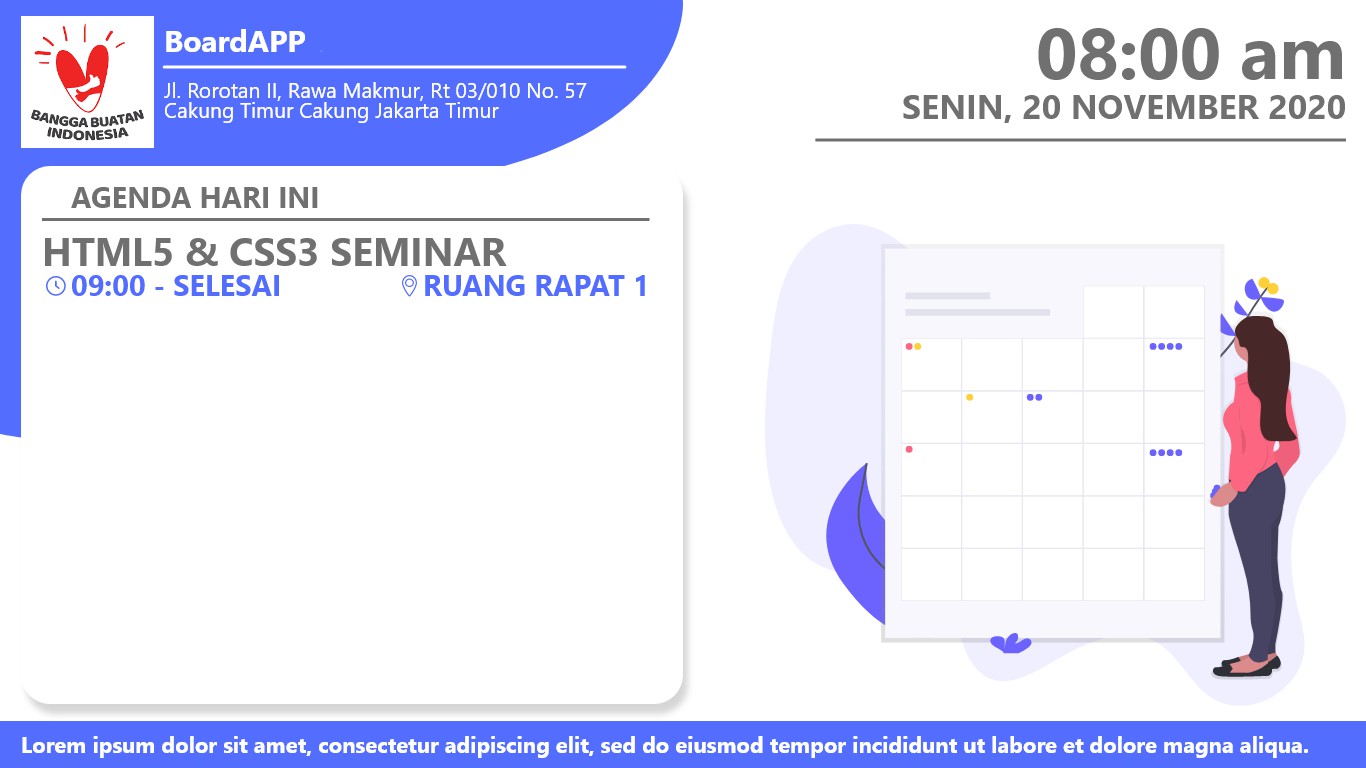 BoardAPP
Jl. Rorotan II, Rawa Makmur, Rt 03/010 No. 57
Cakung Timur Cakung Jakarta Timur
BANGGA BUATAN
INDONESIA
08:00 am
SENIN, 20 NOVEMBER 2020
AGENDA HARI INI
HTML5 & CSS3 SEMINAR
09:00 - SELESAI
RUANG RAPAT 1
Lorem ipsum dolor sit amet, consectetur adipiscing elit, sed do eiusmod tempor incididunt ut labore et dolore magna aliqua.